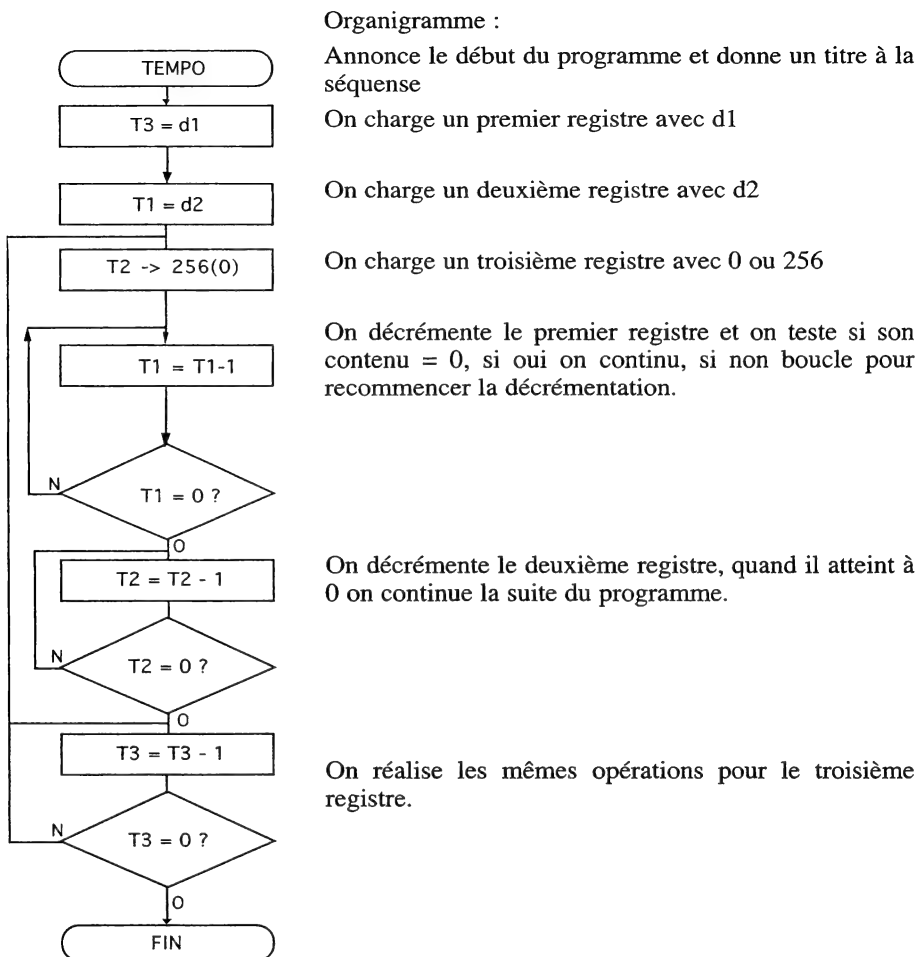 Organigramme :
TEMPO
Annonce le début du programme et donne un titre à la
séquense
T3 = d1
On charge un premier registre avec d1
T1 = d2
On charge un deuxième registre avec d2
T2 -> 256(0)
On charge un troisième registre avec 0 ou 256
T1 = T1-1
On décrémente le premier registre et on teste si son
contenu = 0, si oui on continu, si non boucle pour
recommencer la décrémentation.
N
T1 = 0 ?
O
T2 = T2 - 1
On décrémente le deuxième registre, quand il atteint à
0 on continue la suite du programme.
N
T2 = 0 ?
O
T3 = T3 - 1
On réalise les mêmes opérations pour le troisième
registre.
N
T3 = 0 ?
O
FIN